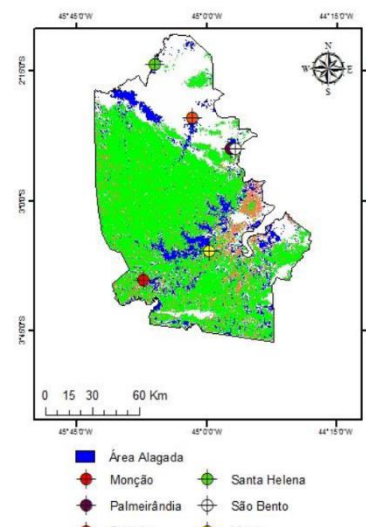 45°45'0"W 45°0'0"W 44°15'0"W
N
W E
S
2°15'0"S
3°0'0"S
3°45'0"S
0 15 30 60 Km
45°45'0"W 45°0'0"W 44°15'0"W
Área Alagada
Monção Santa Helena
Palmeirândia São Bento